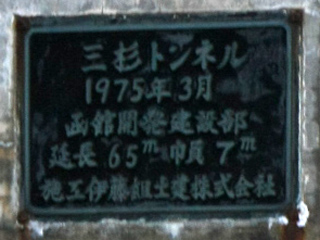 三杉トンネル
1975年3月
函館開発建設部
延長 65m 巾員 7m
施工伊藤組土建株式会社